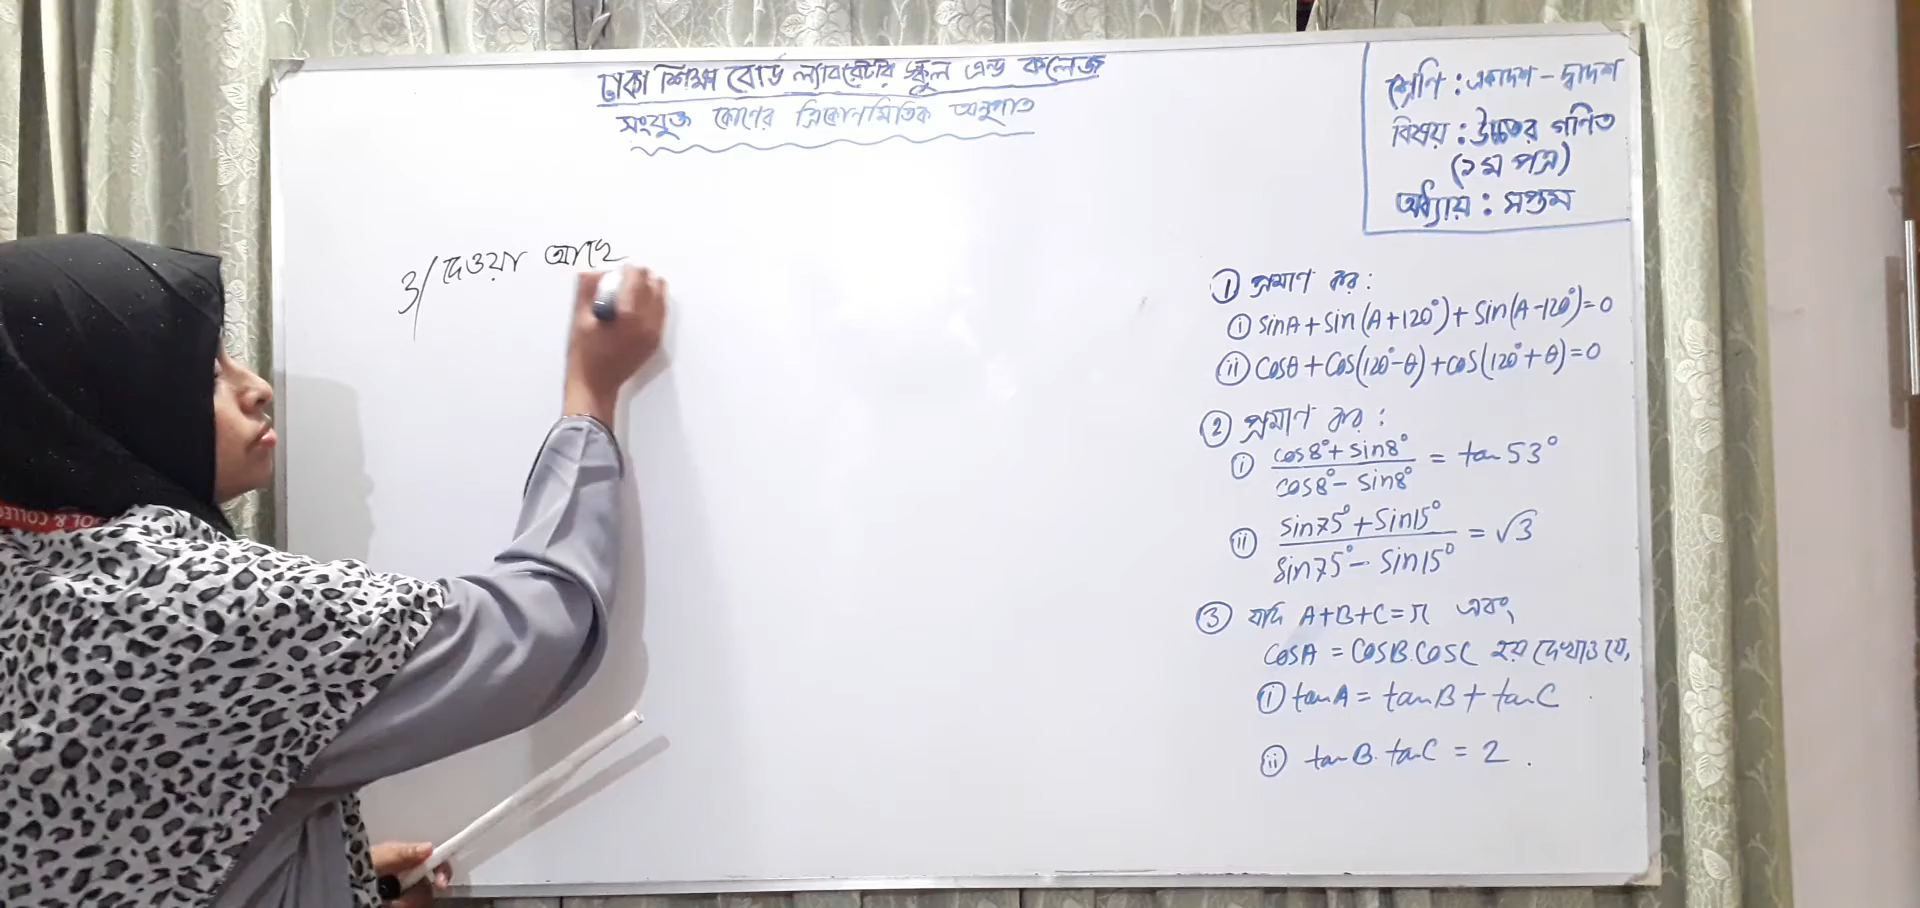 ঢাকা শিক্ষা বোর্ড ল্যাবরেটরি স্কুল এন্ড কলেজ
সংযুক্ত কোণের ত্রিকোণমিতিক অনুপাত
শ্রেণি : একাদশ - দ্বাদশ
বিষয় : উচ্চতর গণিত
(১ম পত্র)
অধ্যায় : সপ্তম
3/ দেওয়া আছে
① প্রমাণ কর :
ⓘ sinA + sin(A+120°) + sin(A-120°) = 0
ⓘⓘ cosθ + cos(120°-θ) + cos(120°+θ) = 0
② প্রমাণ কর :
ⓘ (cos8° + sin8°)/(cos8° - sin8°) = tan 53°
ⓘⓘ (sin75° + sin15°)/(sin75° - sin15°) = √3
③ যদি A+B+C = π এবং,
cosA = cosB.cosC হয় দেখাও যে,
ⓘ tanA = tanB + tanC
ⓘⓘ tanB. tanC = 2 .